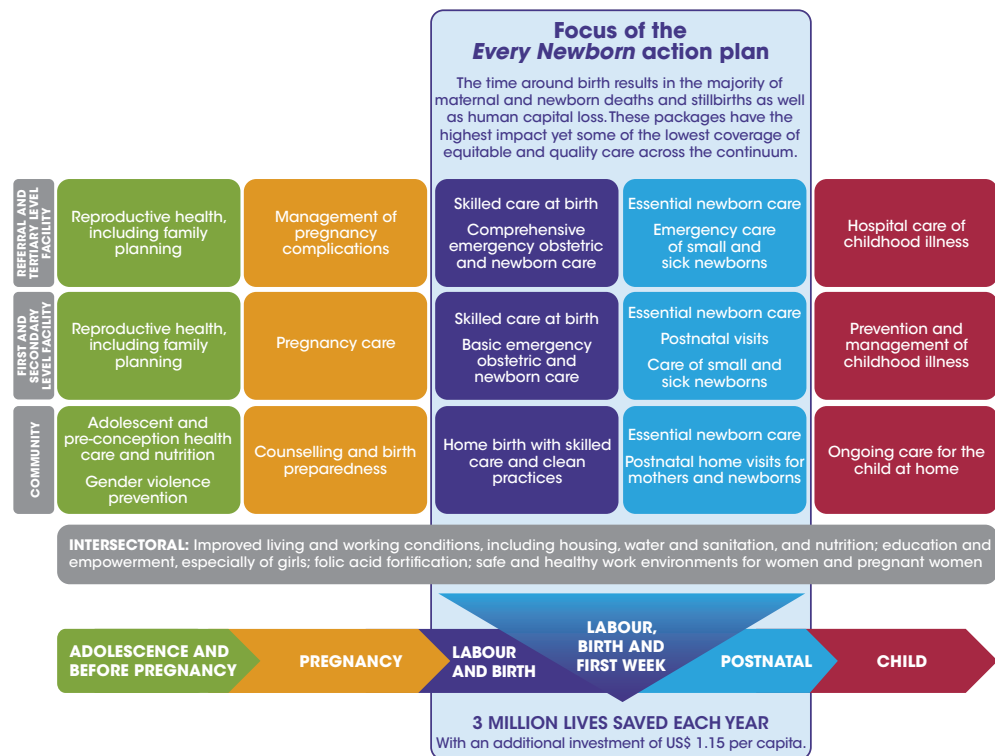 Focus of the
Every Newborn action plan
The time around birth results in the majority of
maternal and newborn deaths and stillbirths as well
as human capital loss. These packages have the
highest impact yet some of the lowest coverage of
equitable and quality care across the continuum.
REFERRAL AND
TERTIARY LEVEL
FACILITY
Reproductive health,
including family
planning
Management of
pregnancy
complications
Skilled care at birth
Comprehensive
emergency obstetric
and newborn care
Essential newborn care
Emergency care
of small and
sick newborns
Hospital care of
childhood illness
FIRST AND
SECONDARY
LEVEL FACILITY
Reproductive health,
including family
planning
Pregnancy care
Skilled care at birth
Basic emergency
obstetric and
newborn care
Essential newborn care
Postnatal visits
Care of small and
sick newborns
Prevention and
management of
childhood illness
COMMUNITY
Adolescent and
pre-conception health
care and nutrition
Gender violence
prevention
Counselling and birth
preparedness
Home birth with skilled
care and clean
practices
Essential newborn care
Postnatal home visits for
mothers and newborns
Ongoing care for the
child at home
INTERSECTORAL: Improved living and working conditions, including housing, water and sanitation, and nutrition; education and
empowerment, especially of girls; folic acid fortification; safe and healthy work environments for women and pregnant women
ADOLESCENCE AND
BEFORE PREGNANCY
PREGNANCY
LABOUR
AND BIRTH
LABOUR,
BIRTH AND
FIRST WEEK
POSTNATAL
CHILD
3 MILLION LIVES SAVED EACH YEAR
With an additional investment of US$ 1.15 per capita.